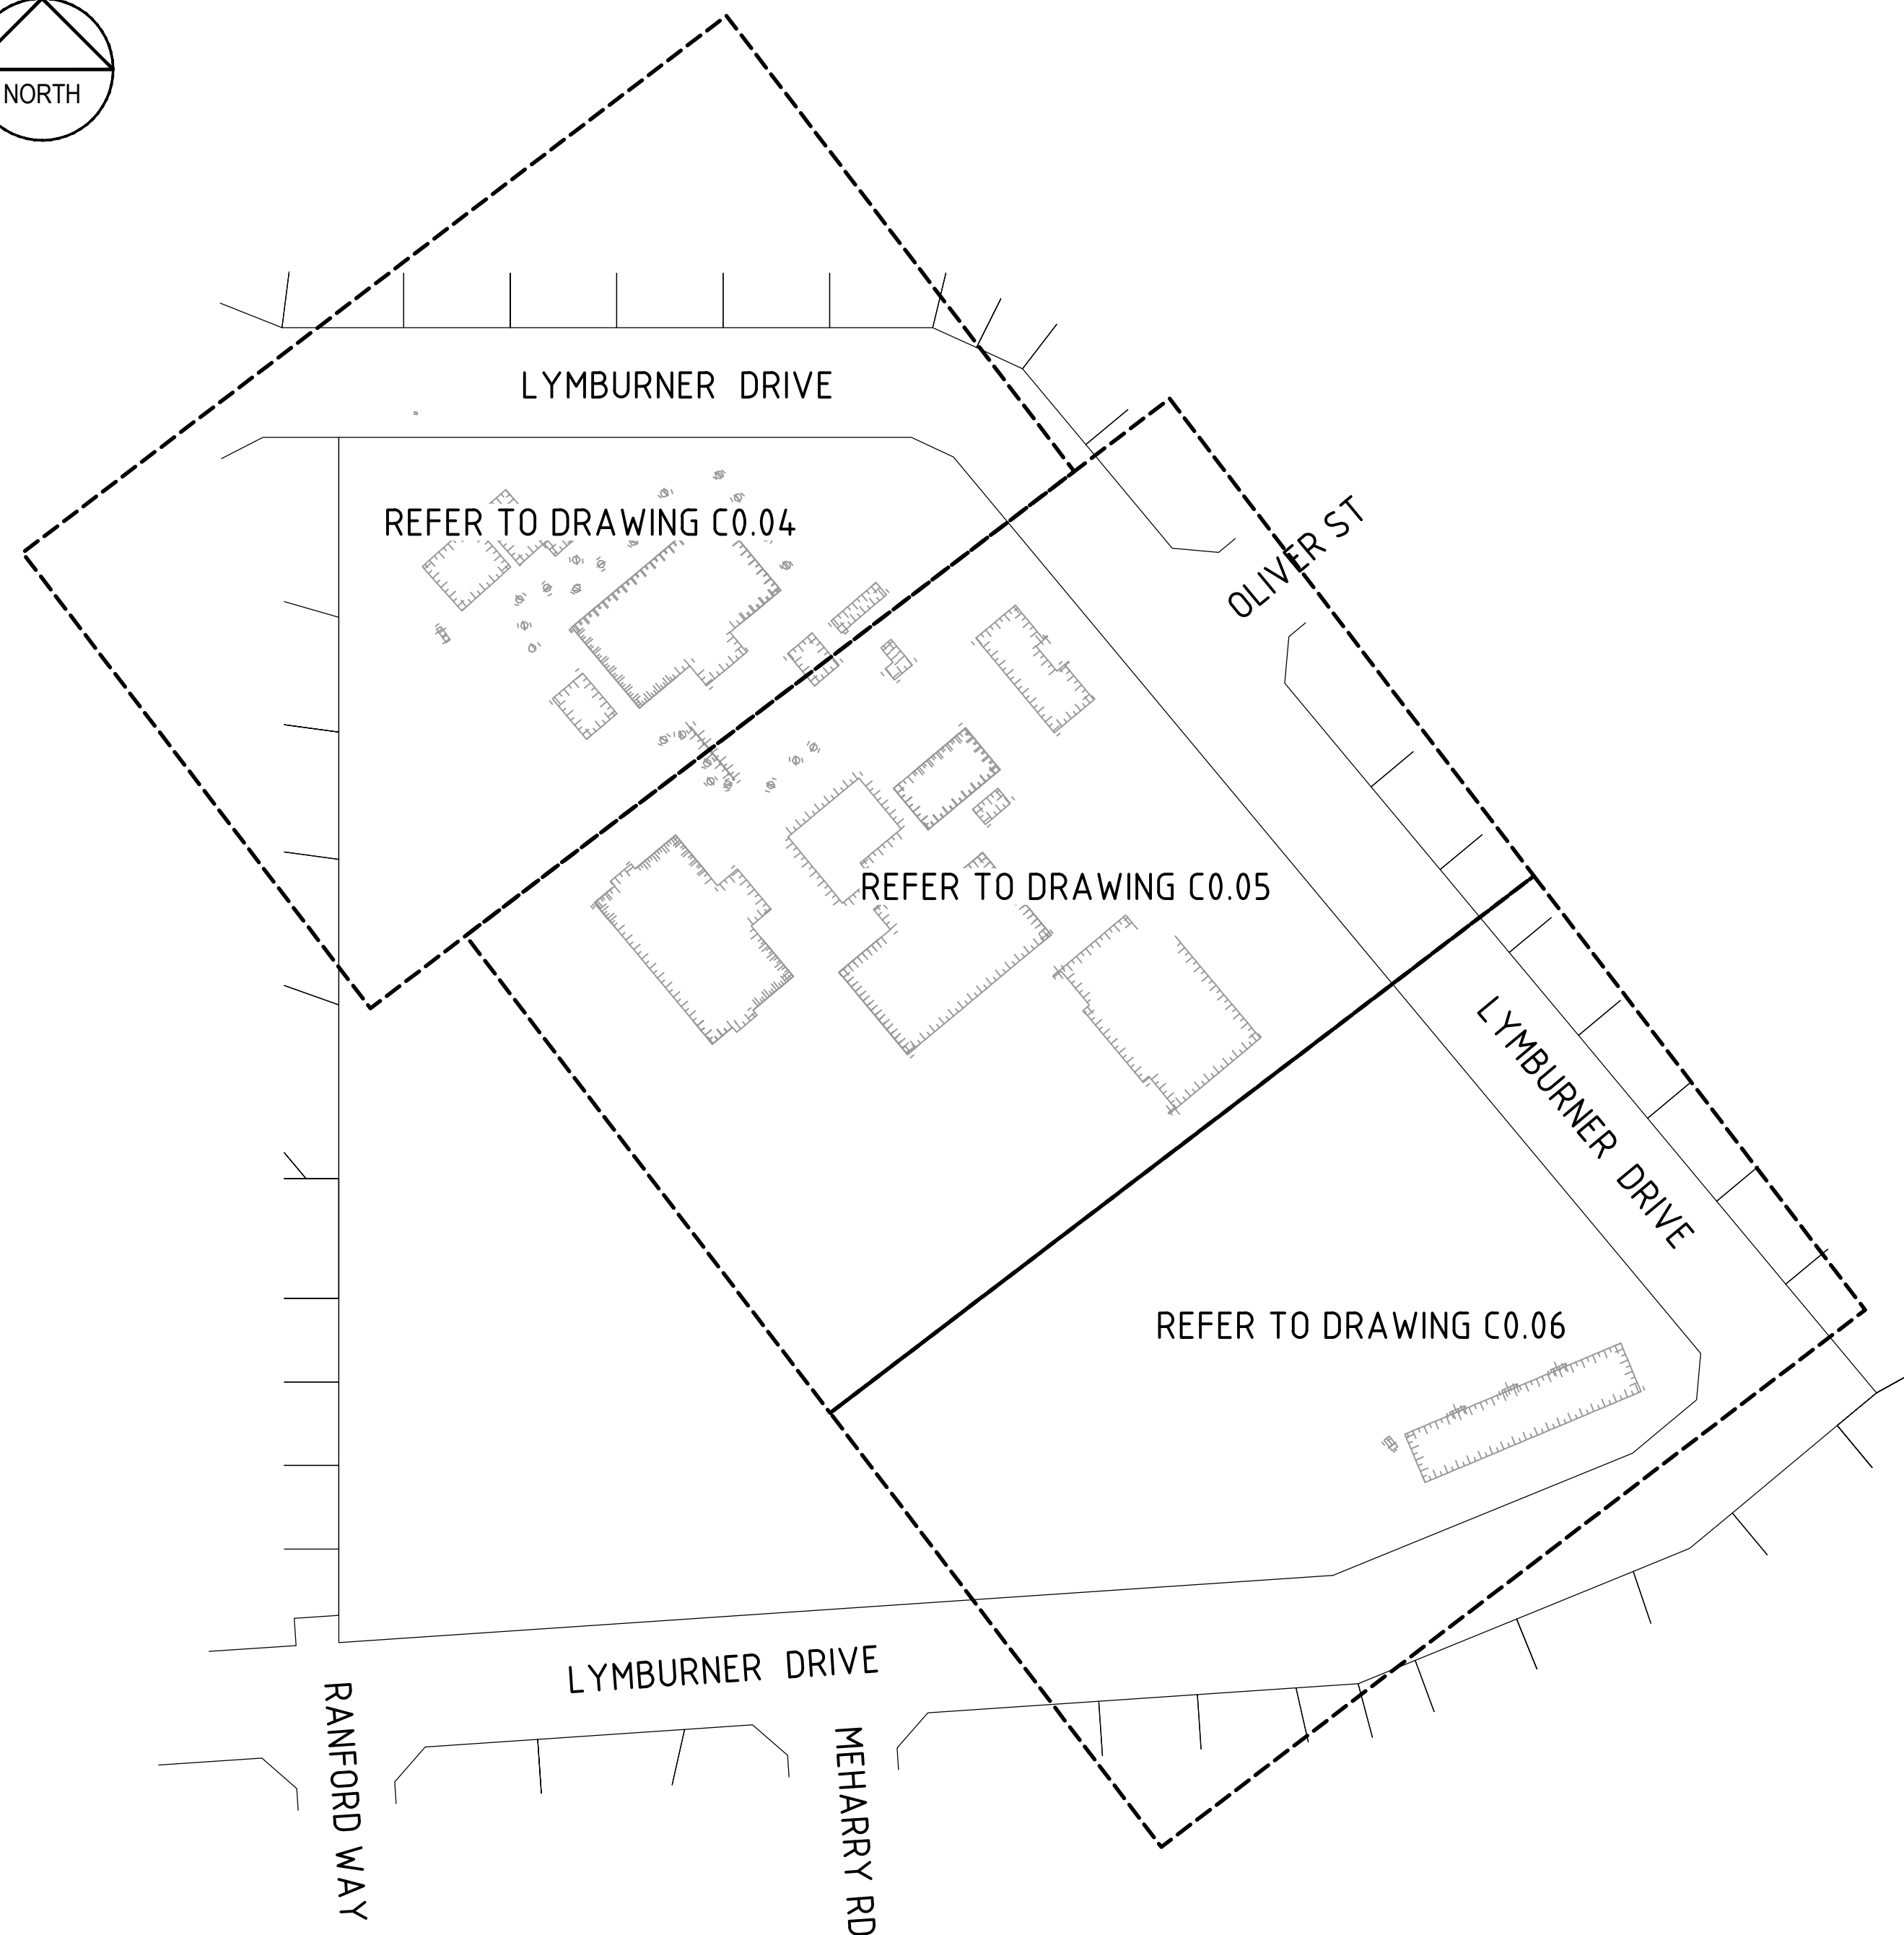 NORTH
LYMBURNER DRIVE
REFER TO DRAWING C0.04
OLIVER ST
REFER TO DRAWING C0.05
LYMBURNER DRIVE
REFER TO DRAWING C0.06
LYMBURNER DRIVE
RANFORD WAY
MEHARRY RD